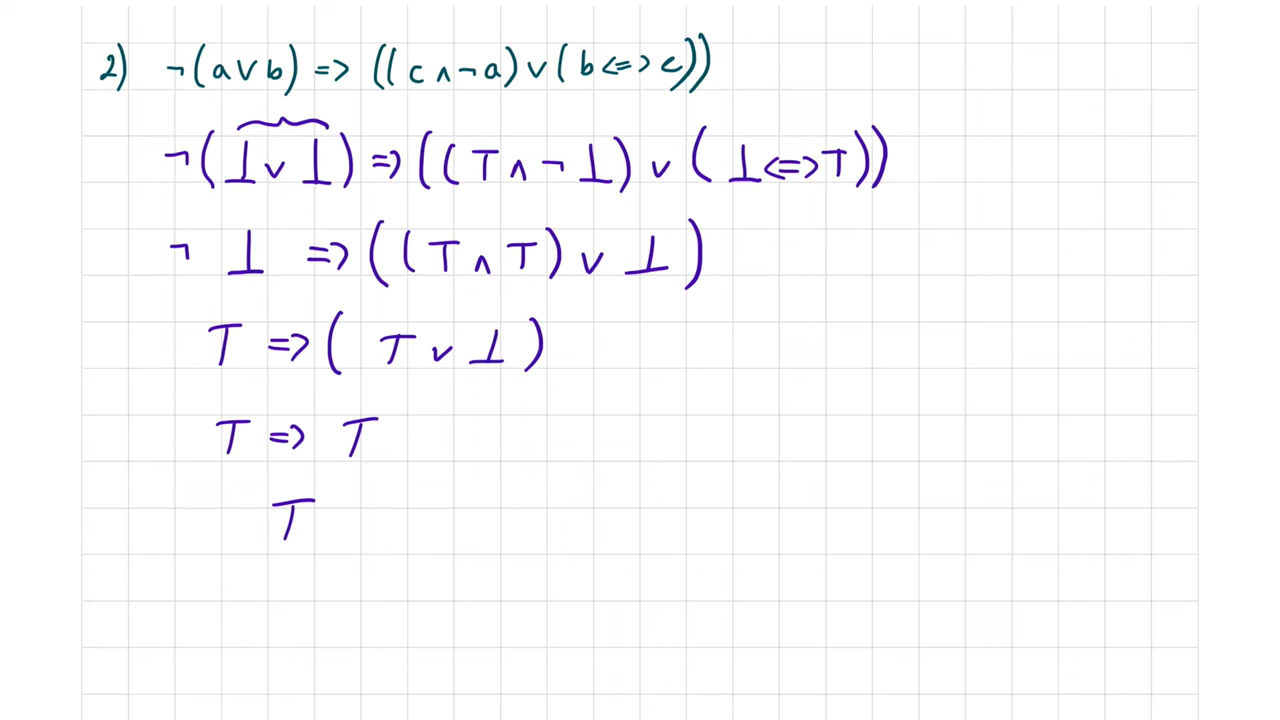 2) ¬(a∨b) => ((c∧¬a)∨(b<=>c))
¬(⊥∨⊥) => ((T∧¬⊥)∨(⊥<=>T))
¬⊥ => ((T∧T)∨⊥)
T => (T∨⊥)
T => T
T